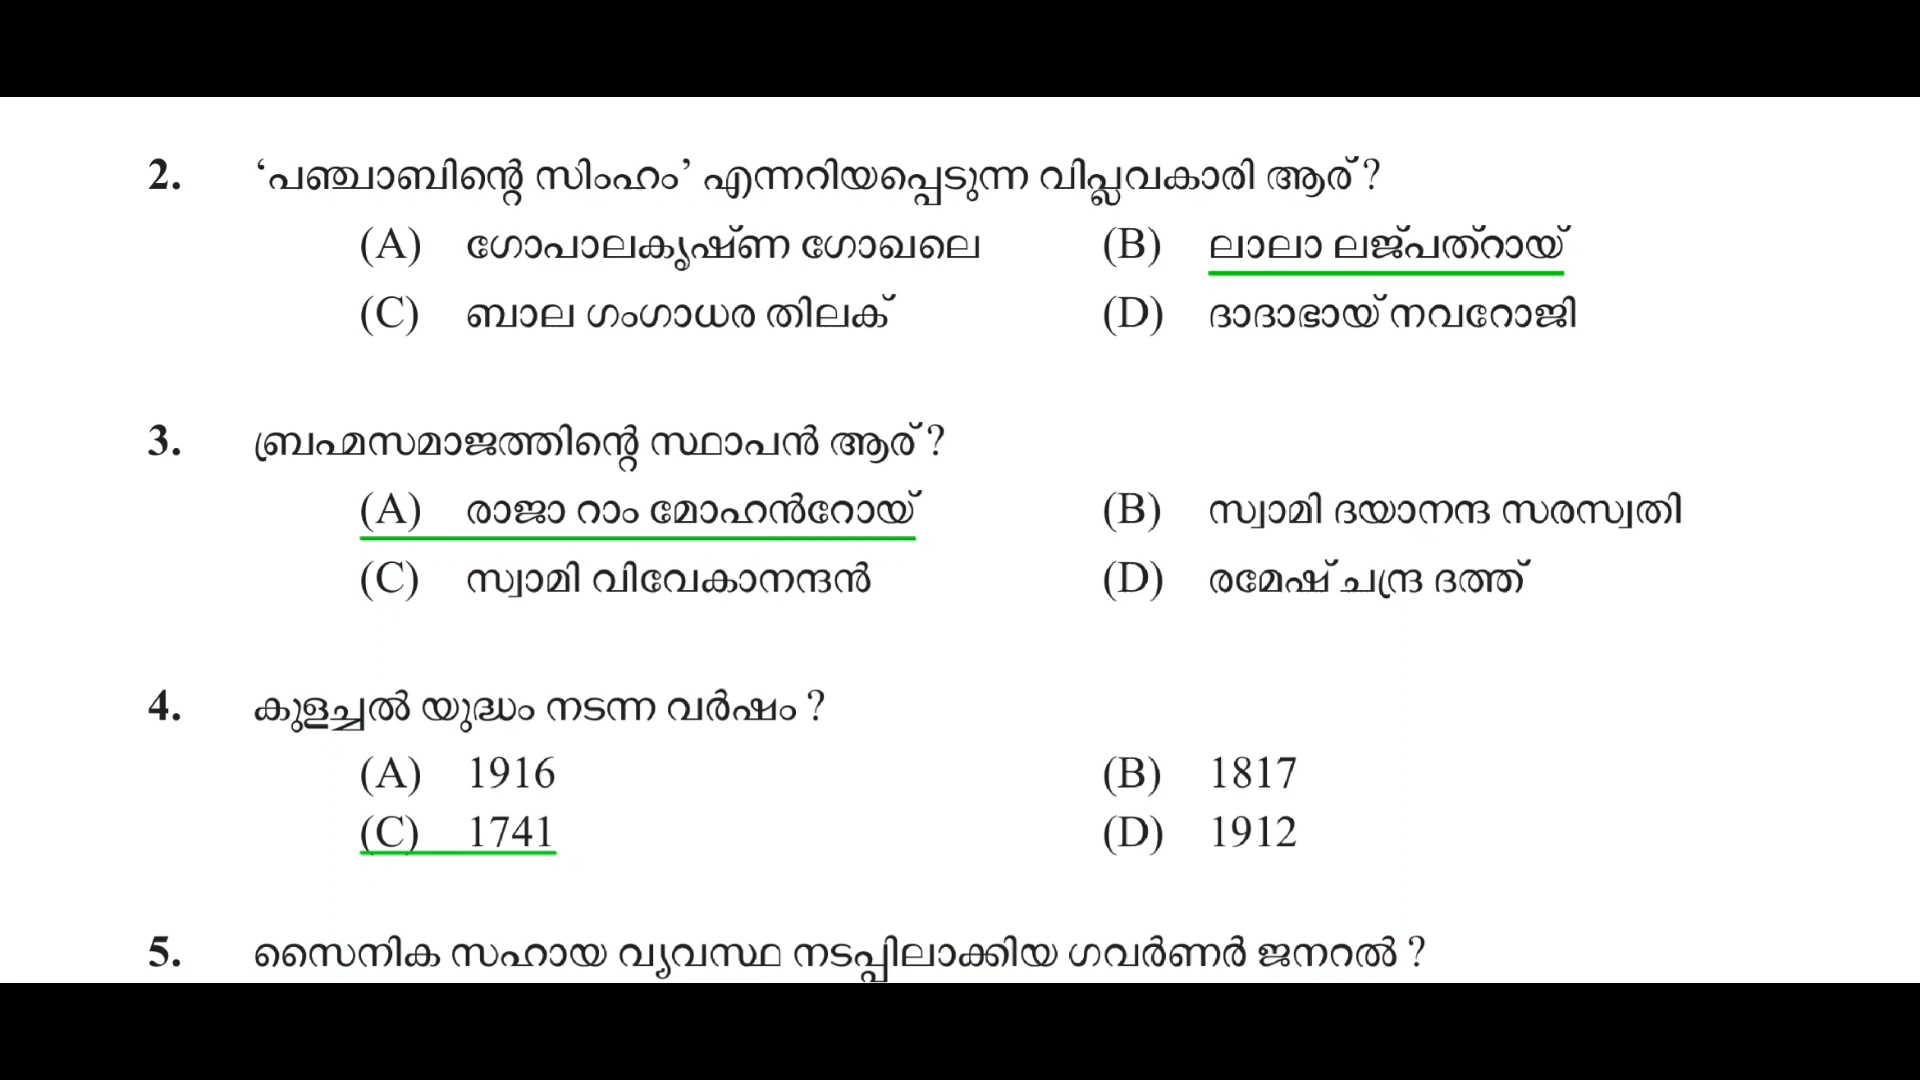 2. ‘പഞ്ചാബിന്റെ സിംഹം’ എന്നറിയപ്പെടുന്ന വിപ്ലവകാരി ആര് ?
(A) ഗോപാലകൃഷ്ണ ഗോഖലെ (B) ലാലാ ലജ്പത്റായ്
(C) ബാല ഗംഗാധര തിലക് (D) ദാദാഭായ് നവറോജി
3. ബ്രഹ്മസമാജത്തിന്റെ സ്ഥാപൻ ആര് ?
(A) രാജാ റാം മോഹൻറോയ് (B) സ്വാമി ദയാനന്ദ സരസ്വതി
(C) സ്വാമി വിവേകാനന്ദൻ (D) രമേഷ് ചന്ദ്ര ദത്ത്
4. കുളച്ചൽ യുദ്ധം നടന്ന വർഷം ?
(A) 1916 (B) 1817
(C) 1741 (D) 1912
5. സൈനിക സഹായ വ്യവസ്ഥ നടപ്പിലാക്കിയ ഗവർണർ ജനറൽ ?